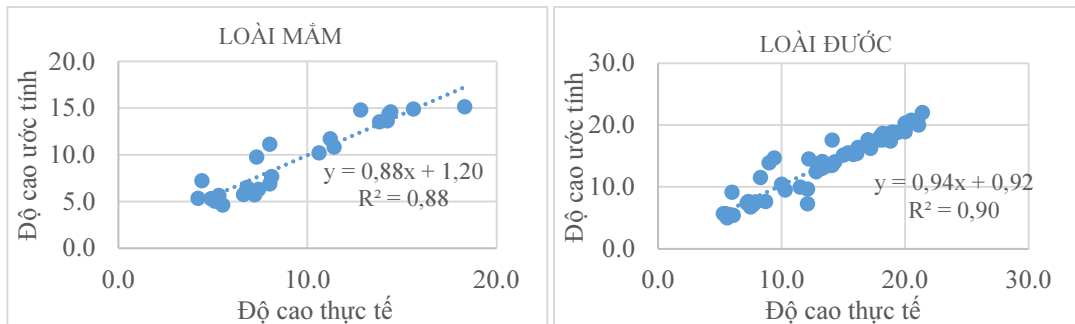 LOÀI MẮM
20.0
15.0
10.0
5.0
0.0
Độ cao ước tính
y = 0,88x + 1,20
R² = 0,88
0.0 10.0 20.0
Độ cao thực tế
LOÀI ĐƯỚC
30.0
20.0
10.0
0.0
Độ cao ước tính
y = 0,94x + 0,92
R² = 0,90
0.0 10.0 20.0 30.0
Độ cao thực tế